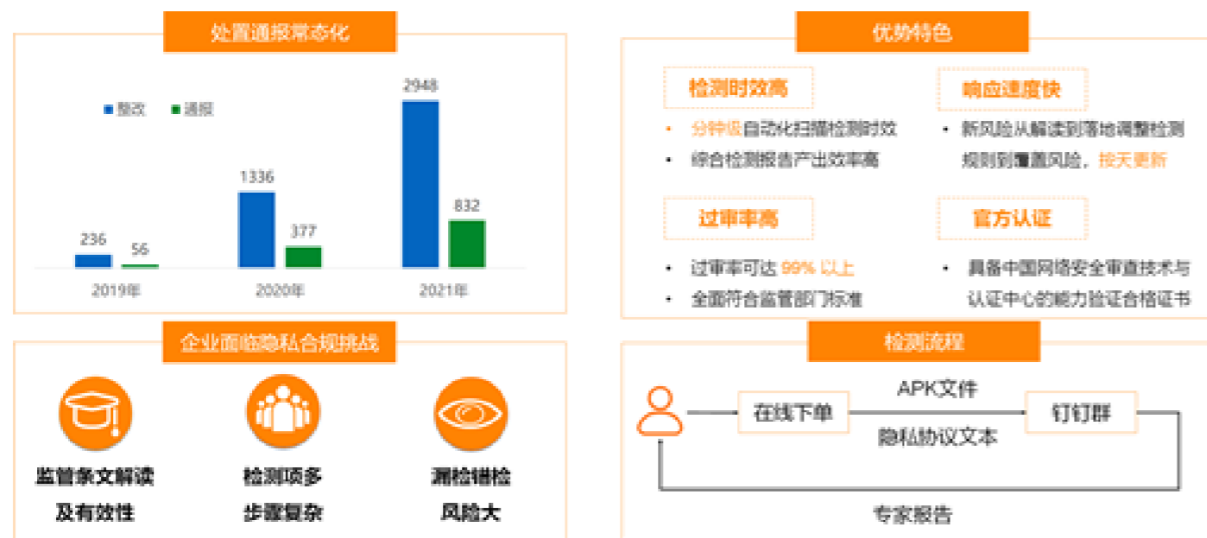 处置通报常态化
整改 通报
2948
1336
832
377
236
56
2019年 2020年 2021年
优势特色
检测时效高
分钟级自动化扫描检测时效
综合检测报告产出效率高
响应速度快
新风险从解读到落地调整检测
规则到覆盖风险，按天更新
过审率高
过审率可达 99% 以上
全面符合监管部门标准
官方认证
具备中国网络安全审查技术与
认证中心的能力验证合格证书
企业面临隐私合规挑战
监管条文解读
及有效性
检测项多
步骤复杂
漏检错检
风险大
检测流程
在线下单
APK文件
隐私协议文本
钉钉群
专家报告